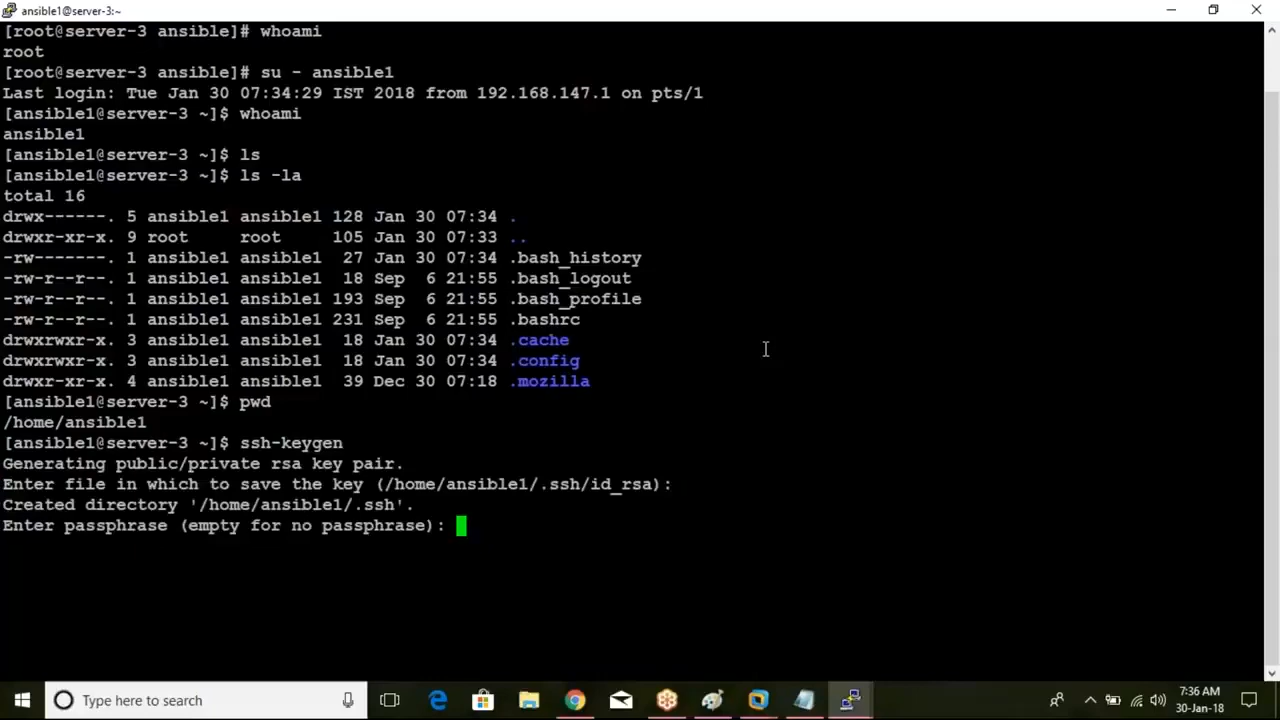 ansible1@server-3:~
[root@server-3 ansible]# whoami
root
[root@server-3 ansible]# su - ansible1
Last login: Tue Jan 30 07:34:29 IST 2018 from 192.168.147.1 on pts/1
[ansible1@server-3 ~]$ whoami
ansible1
[ansible1@server-3 ~]$ ls
[ansible1@server-3 ~]$ ls -la
total 16
drwx------. 5 ansible1 ansible1 128 Jan 30 07:34 .
drwxr-xr-x. 9 root     root     105 Jan 30 07:33 ..
-rw-------. 1 ansible1 ansible1  27 Jan 30 07:34 .bash_history
-rw-r--r--. 1 ansible1 ansible1  18 Sep  6 21:55 .bash_logout
-rw-r--r--. 1 ansible1 ansible1 193 Sep  6 21:55 .bash_profile
-rw-r--r--. 1 ansible1 ansible1 231 Sep  6 21:55 .bashrc
drwxrwxr-x. 3 ansible1 ansible1  18 Jan 30 07:34 .cache
drwxrwxr-x. 3 ansible1 ansible1  18 Jan 30 07:34 .config
drwxr-xr-x. 4 ansible1 ansible1  39 Dec 30 07:18 .mozilla
[ansible1@server-3 ~]$ pwd
/home/ansible1
[ansible1@server-3 ~]$ ssh-keygen
Generating public/private rsa key pair.
Enter file in which to save the key (/home/ansible1/.ssh/id_rsa):
Created directory '/home/ansible1/.ssh'.
Enter passphrase (empty for no passphrase):
Type here to search
7:36 AM
30-Jan-18